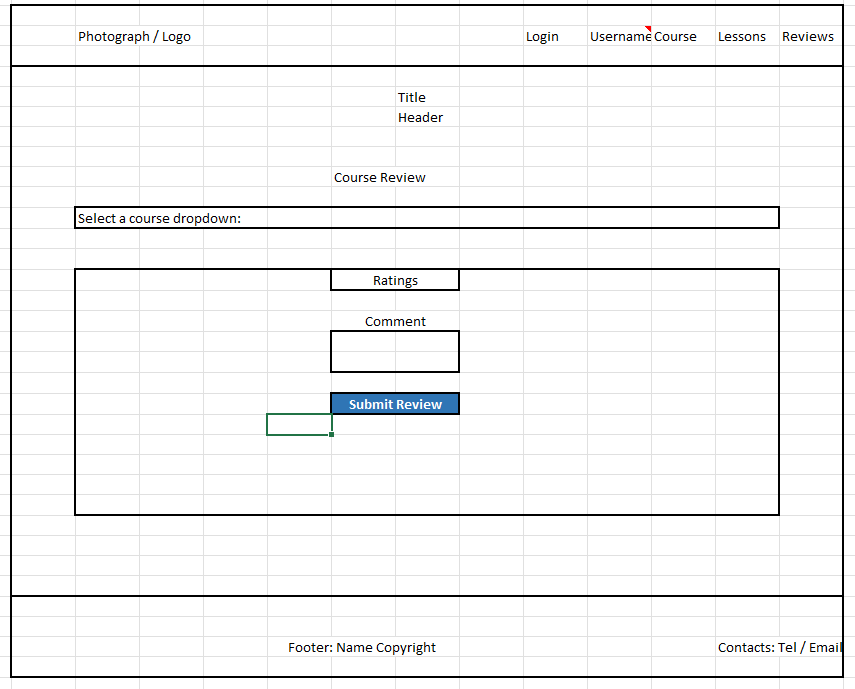 Photograph / Logo Login Username Course Lessons Reviews
Title
Header
Course Review
Select a course dropdown:
Ratings
Comment
Submit Review
Footer: Name Copyright Contacts: Tel / Email